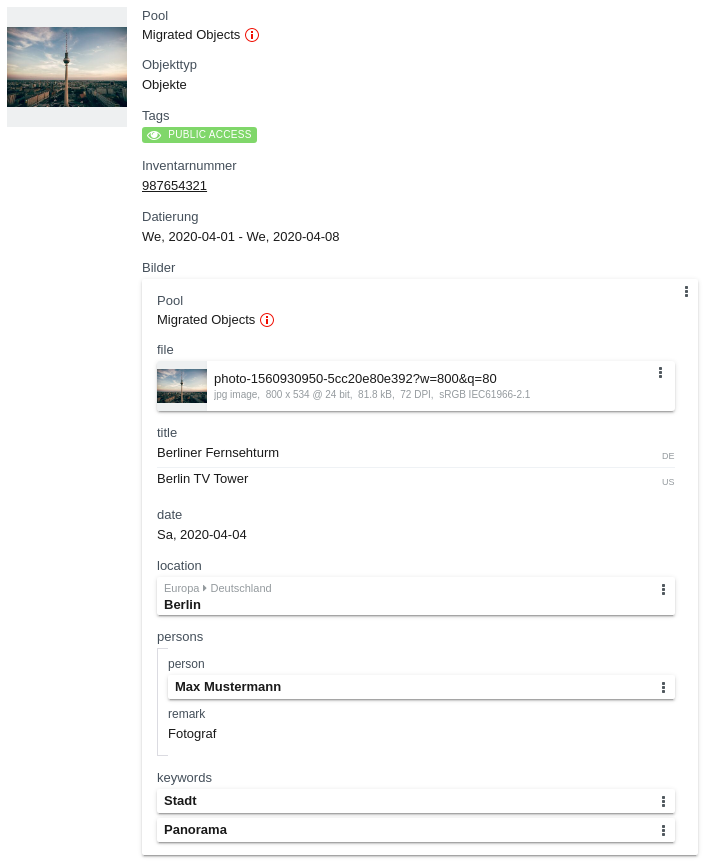 Pool
Migrated Objects
Objekttyp
Objekte
Tags
PUBLIC ACCESS
Inventarnummer
987654321
Datierung
We, 2020-04-01 - We, 2020-04-08
Bilder
Pool
Migrated Objects
file
photo-1560930950-5cc20e80e392?w=800&q=80
jpg image, 800 x 534 @ 24 bit, 81.8 kB, 72 DPI, sRGB IEC61966-2.1
title
Berliner Fernsehturm DE
Berlin TV Tower US
date
Sa, 2020-04-04
location
Europa Deutschland
Berlin
persons
person
Max Mustermann
remark
Fotograf
keywords
Stadt
Panorama